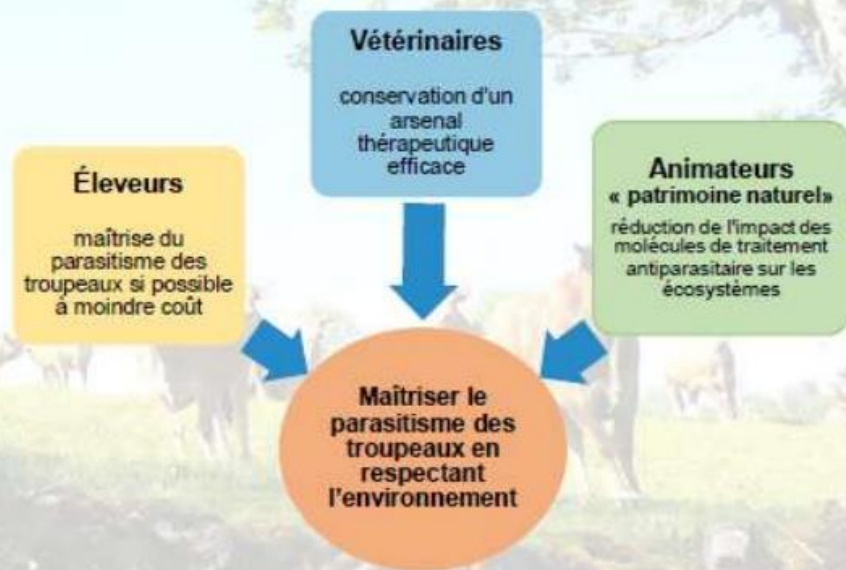 Vétérinaires
conservation d'un
arsenal
thérapeutique
efficace
Éleveurs
maîtrise du
parasitisme des
troupeaux si possible
à moindre coût
Animateurs
« patrimoine naturel»
réduction de l'impact des
molécules de traitement
antiparasitaire sur les
écosystèmes
Maîtriser le
parasitisme des
troupeaux en
respectant
l'environnement